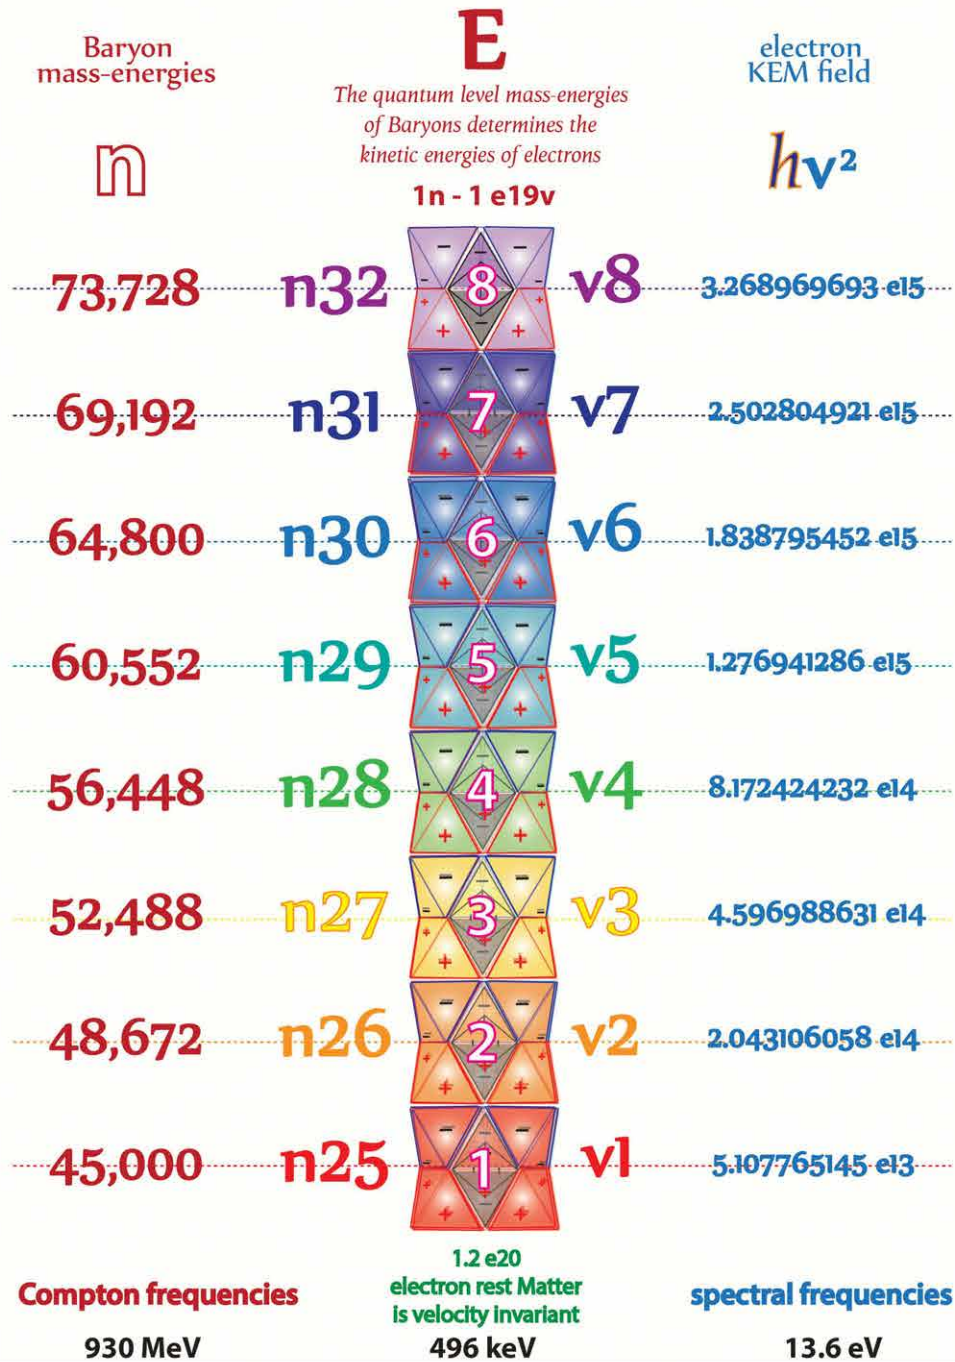 Baryon
mass-energies
n
E
The quantum level mass-energies
of Baryons determines the
kinetic energies of electrons
1n - 1 e19v
electron
KEM field
hv²
73,728 n32 8 v8 3.268969693 e15
69,192 n31 7 v7 2.502804921 e15
64,800 n30 6 v6 1.838795452 e15
60,552 n29 5 v5 1.276941286 e15
56,448 n28 4 v4 8.172424232 e14
52,488 n27 3 v3 4.596988631 e14
48,672 n26 2 v2 2.043106058 e14
45,000 n25 1 v1 5.107765145 e13
Compton frequencies
930 MeV
1.2 e20
electron rest Matter
is velocity invariant
496 keV
spectral frequencies
13.6 eV